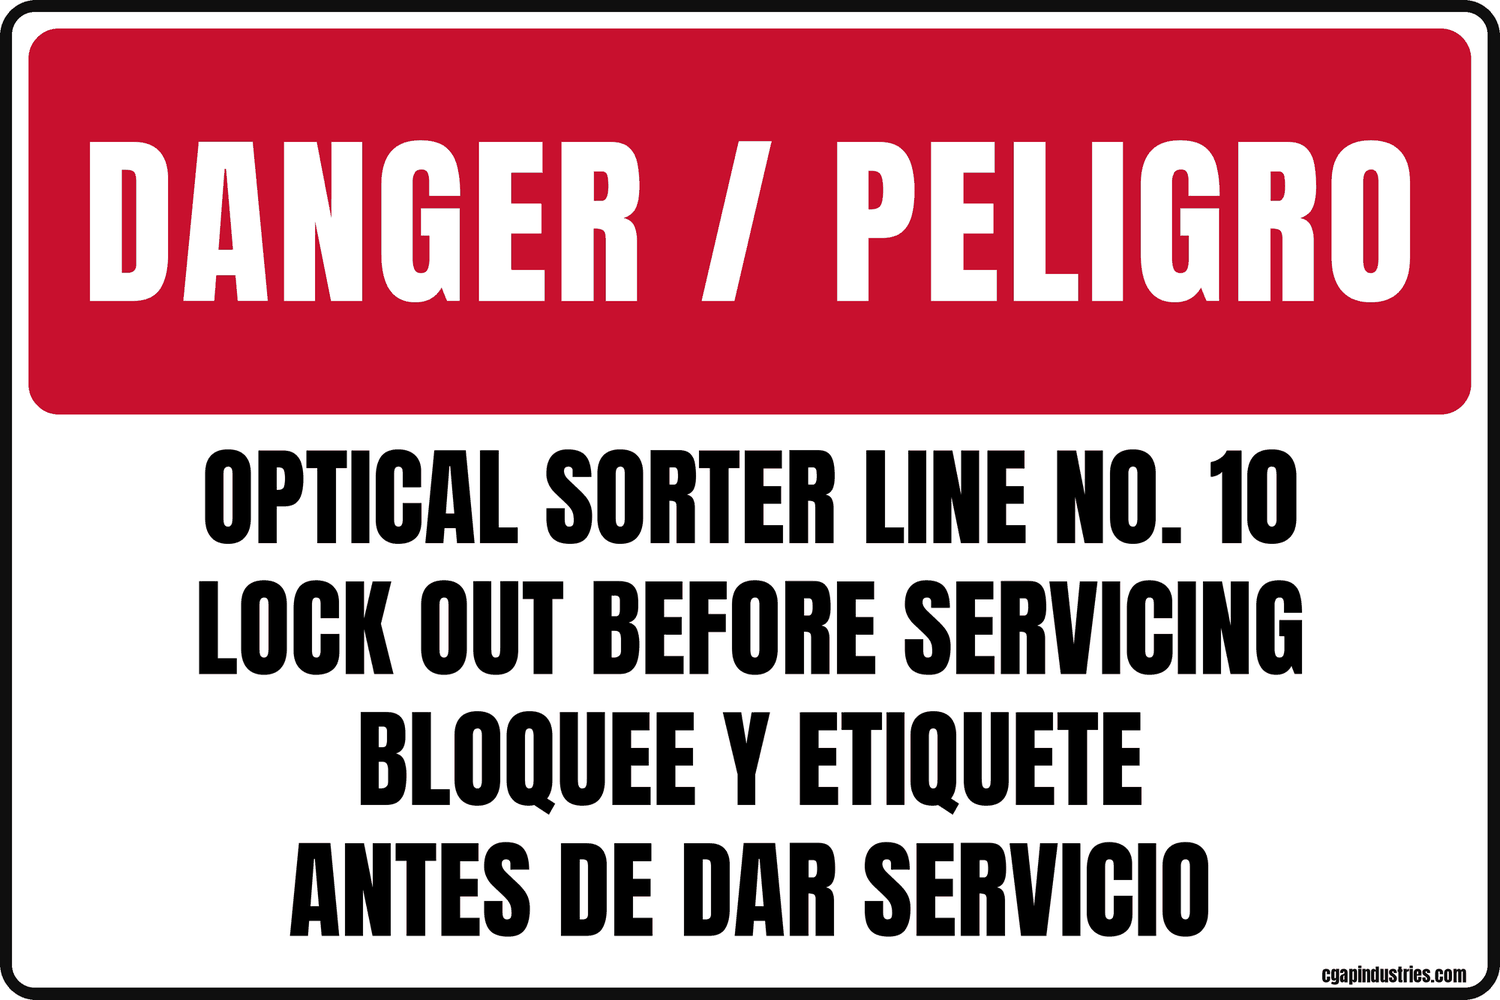 DANGER / PELIGRO
OPTICAL SORTER LINE NO. 10
LOCK OUT BEFORE SERVICING
BLOQUEE Y ETIQUETE
ANTES DE DAR SERVICIO
cgapindustries.com